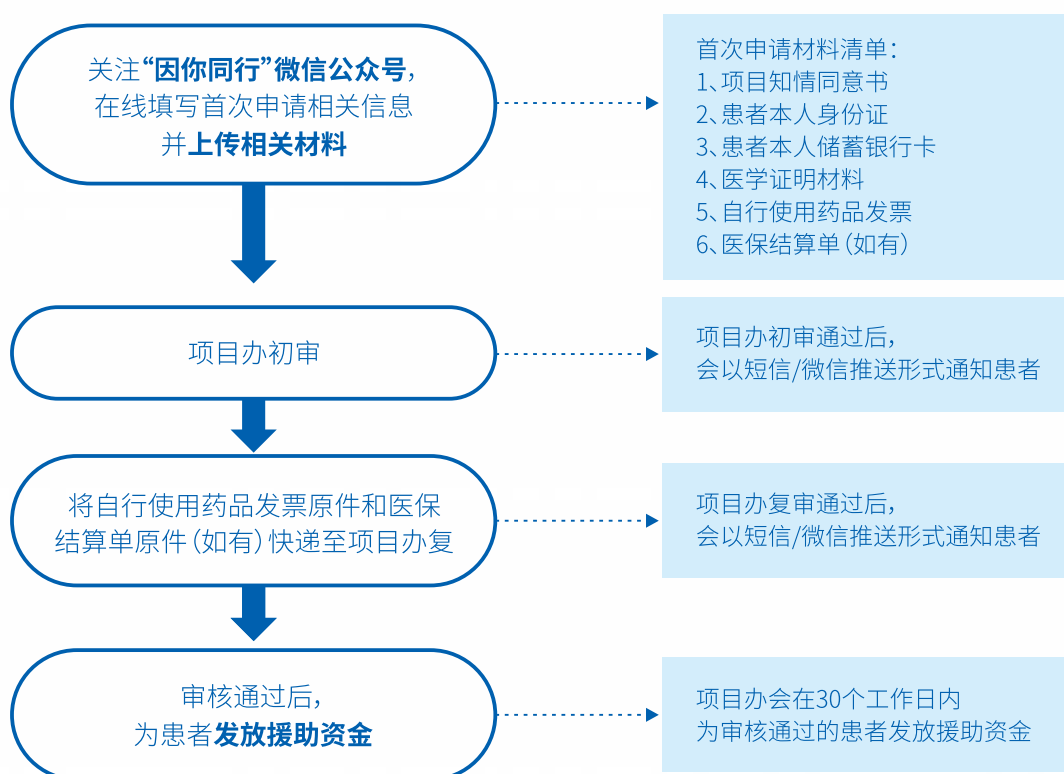 关注“因你同行”微信公众号，
在线填写首次申请相关信息
并上传相关材料
首次申请材料清单：
1、项目知情同意书
2、患者本人身份证
3、患者本人储蓄银行卡
4、医学证明材料
5、自行使用药品发票
6、医保结算单（如有）
项目办初审
项目办初审通过后，
会以短信/微信推送形式通知患者
将自行使用药品发票原件和医保
结算单原件（如有）快递至项目办复
项目办复审通过后，
会以短信/微信推送形式通知患者
审核通过后，
为患者发放援助资金
项目办会在30个工作日内
为审核通过的患者发放援助资金